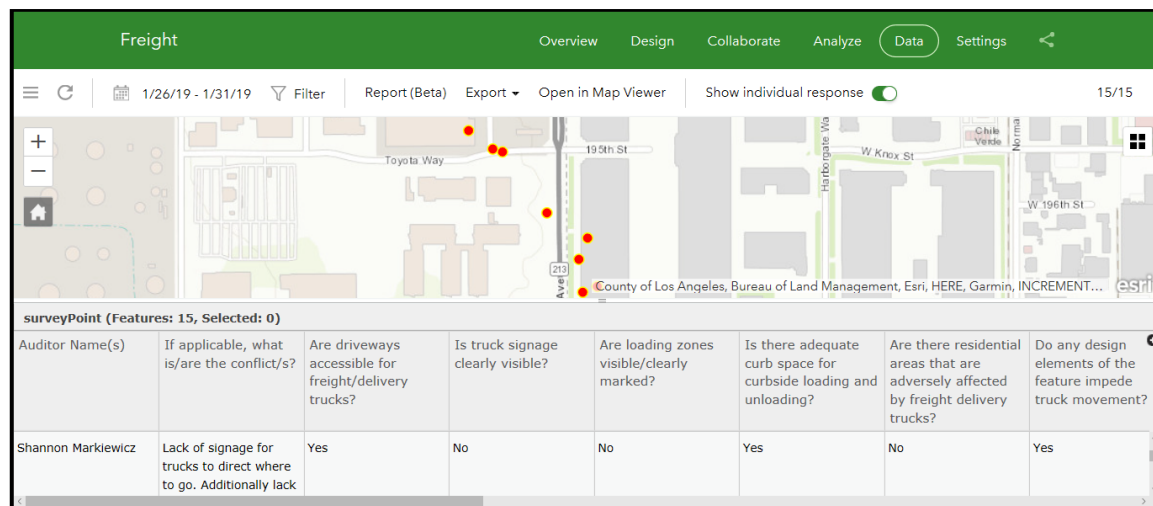 Freight
Overview
Design
Collaborate
Analyze
Data
Settings
1/26/19 - 1/31/19
Filter
Report (Beta)
Export
Open in Map Viewer
Show individual response
15/15
+
−
Toyota Way
195th St
Harborgate Wa
W Knox St
Chile
Verde
Norma
W 196th St
213
Ave
County of Los Angeles, Bureau of Land Management, Esri, HERE, Garmin, INCREMENT...
esri
surveyPoint (Features: 15, Selected: 0)
Auditor Name(s)
If applicable, what
is/are the conflict/s?
Are driveways
accessible for
freight/delivery
trucks?
Is truck signage
clearly visible?
Are loading zones
visible/clearly
marked?
Is there adequate
curb space for
curbside loading and
unloading?
Are there residential
areas that are
adversely affected
by freight delivery
trucks?
Do any design
elements of the
feature impede
truck movement?
Shannon Markiewicz
Lack of signage for
trucks to direct where
to go. Additionally lack
Yes
No
No
Yes
No
Yes